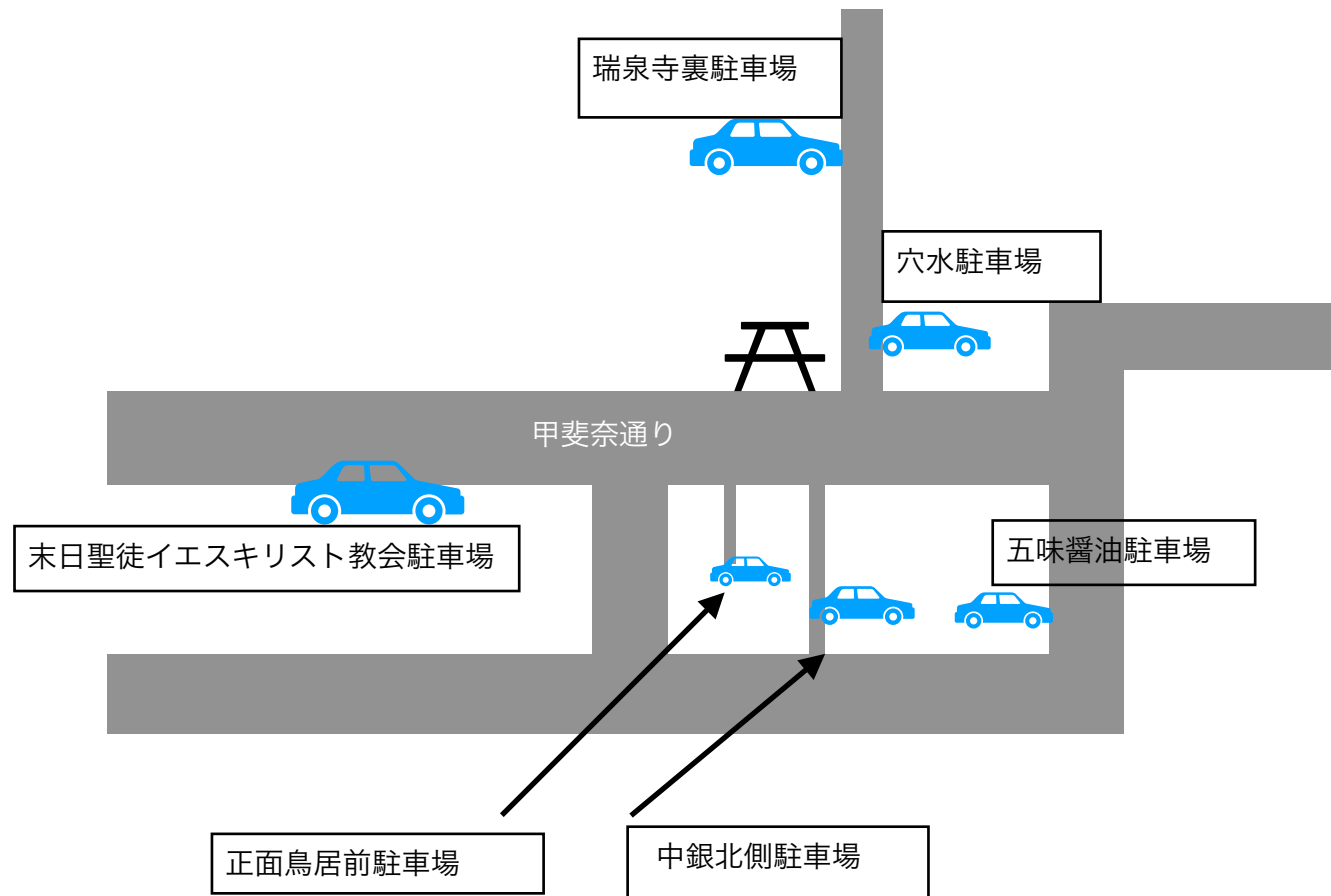 瑞泉寺裏駐車場
穴水駐車場
甲斐奈通り
末日聖徒イエスキリスト教会駐車場
五味醤油駐車場
正面鳥居前駐車場
中銀北側駐車場